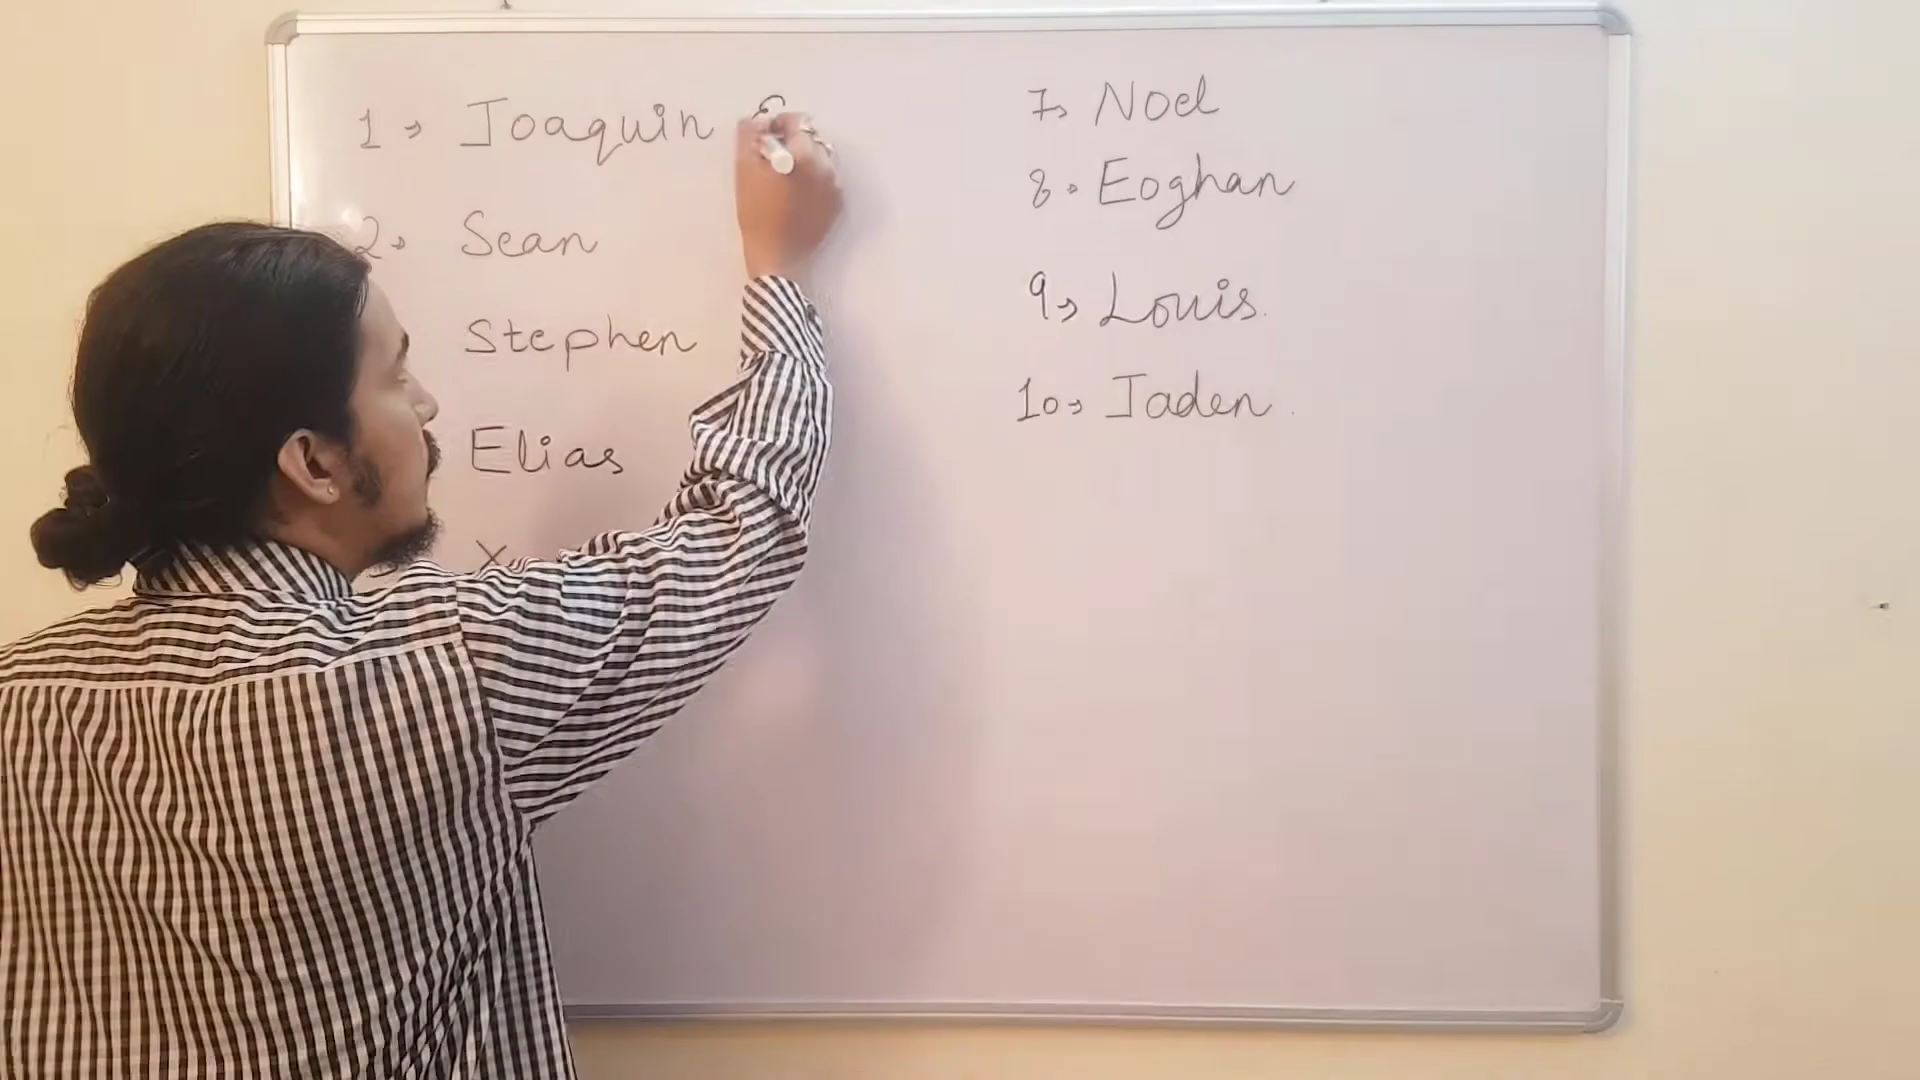 1. Joaquin
2. Sean
Stephen
Elias
X
7. Noel
8. Eoghan
9. Louis.
10. Jaden.